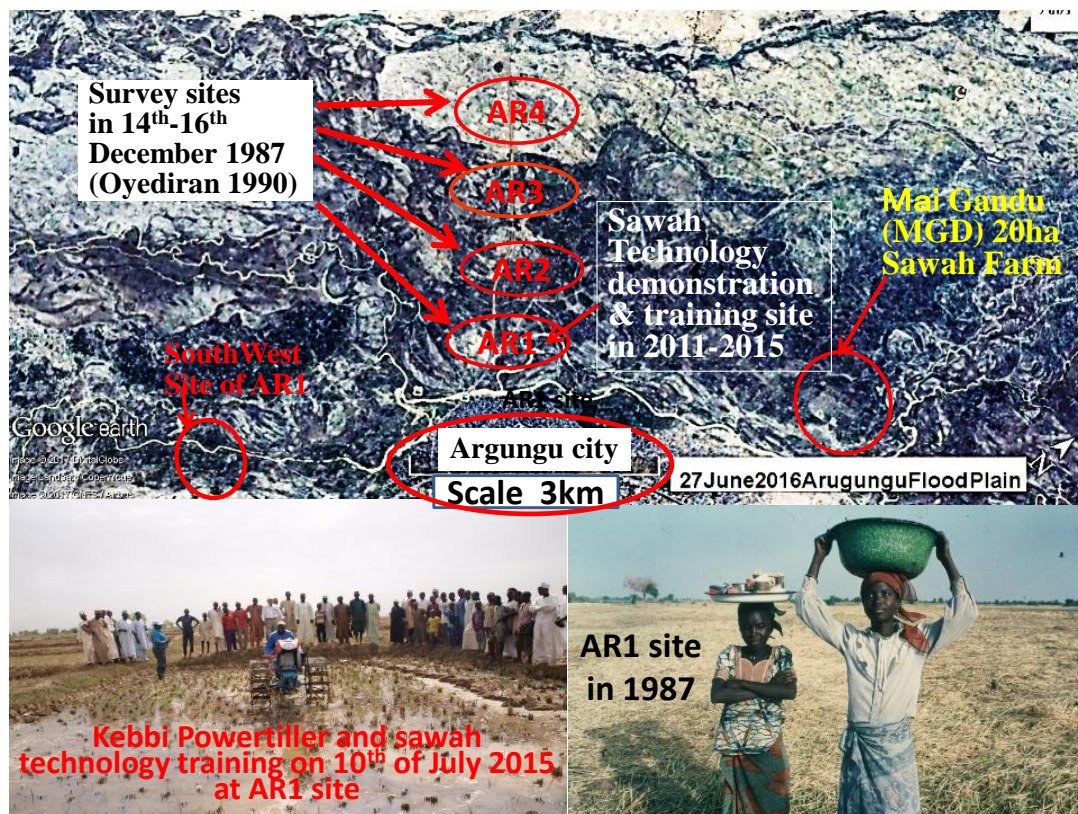 Survey sites
in 14th-16th
December 1987
(Oyediran 1990)
AR4
AR3
AR2
AR1
Sawah
Technology
demonstration
& training site
in 2011-2015
Mai Gandu
(MGD) 20ha
Sawah Farm
SouthWest
Site of AR1
AR1 site
Google earth
Argungu city
Scale 3km
27June2016ArugunguFloodPlain
N
Kebbi Powertiller and sawah
technology training on 10th of July 2015
at AR1 site
AR1 site
in 1987